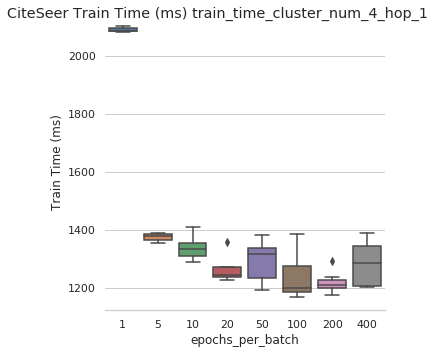 CiteSeer Train Time (ms) train_time_cluster_num_4_hop_1
2000
1800
1600
1400
1200
Train Time (ms)
1 5 10 20 50 100 200 400
epochs_per_batch